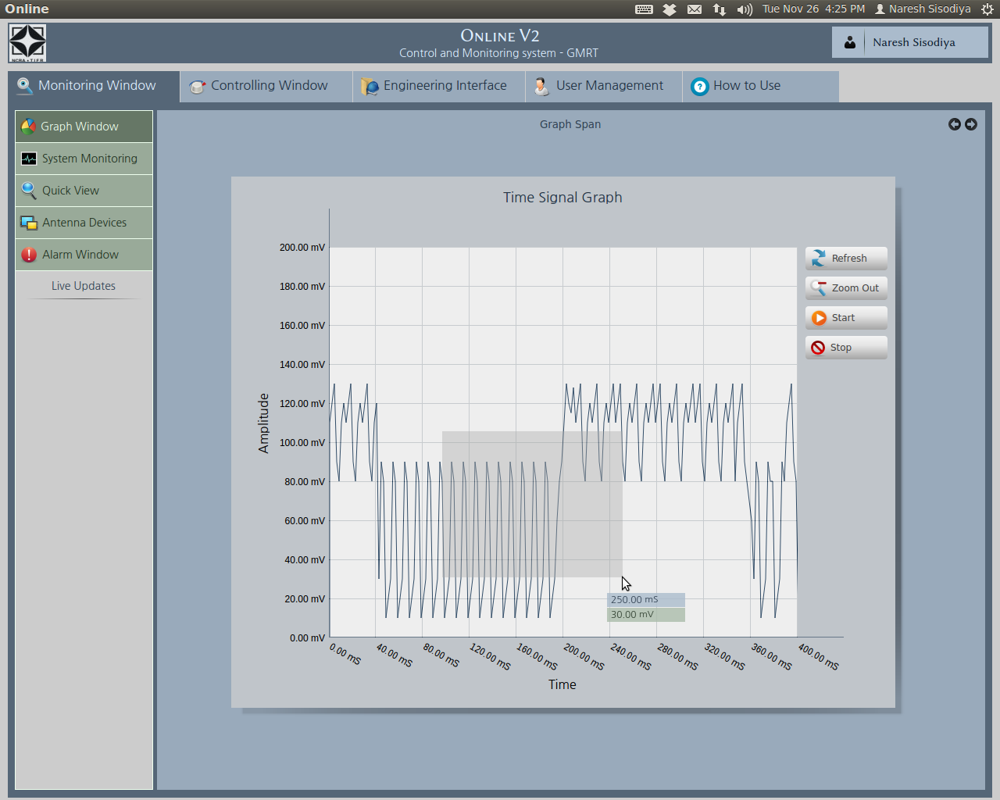 Online
Tue Nov 26 4:25 PM Naresh Sisodiya
NCRA • T.I.F.R
Online V2
Control and Monitoring system - GMRT
Naresh Sisodiya
Monitoring Window
Controlling Window
Engineering Interface
User Management
How to Use
Graph Window
System Monitoring
Quick View
Antenna Devices
Alarm Window
Live Updates
Graph Span
Time Signal Graph
200.00 mV
180.00 mV
160.00 mV
140.00 mV
120.00 mV
100.00 mV
80.00 mV
60.00 mV
40.00 mV
20.00 mV
0.00 mV
Amplitude
0.00 mS
40.00 mS
80.00 mS
120.00 mS
160.00 mS
200.00 mS
240.00 mS
280.00 mS
320.00 mS
360.00 mS
400.00 mS
Time
250.00 mS
30.00 mV
Refresh
Zoom Out
Start
Stop